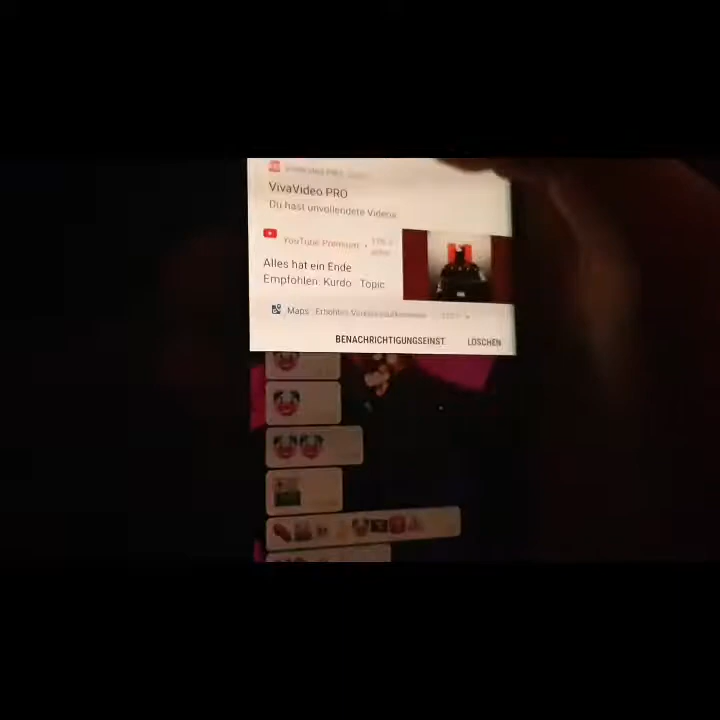 VivaVideo PRO
Du hast unvollendete Videos
YouTube Premium •
Alles hat ein Ende
Empfohlen: Kurdo Topic
Maps
BENACHRICHTIGUNGSEINST LÖSCHEN